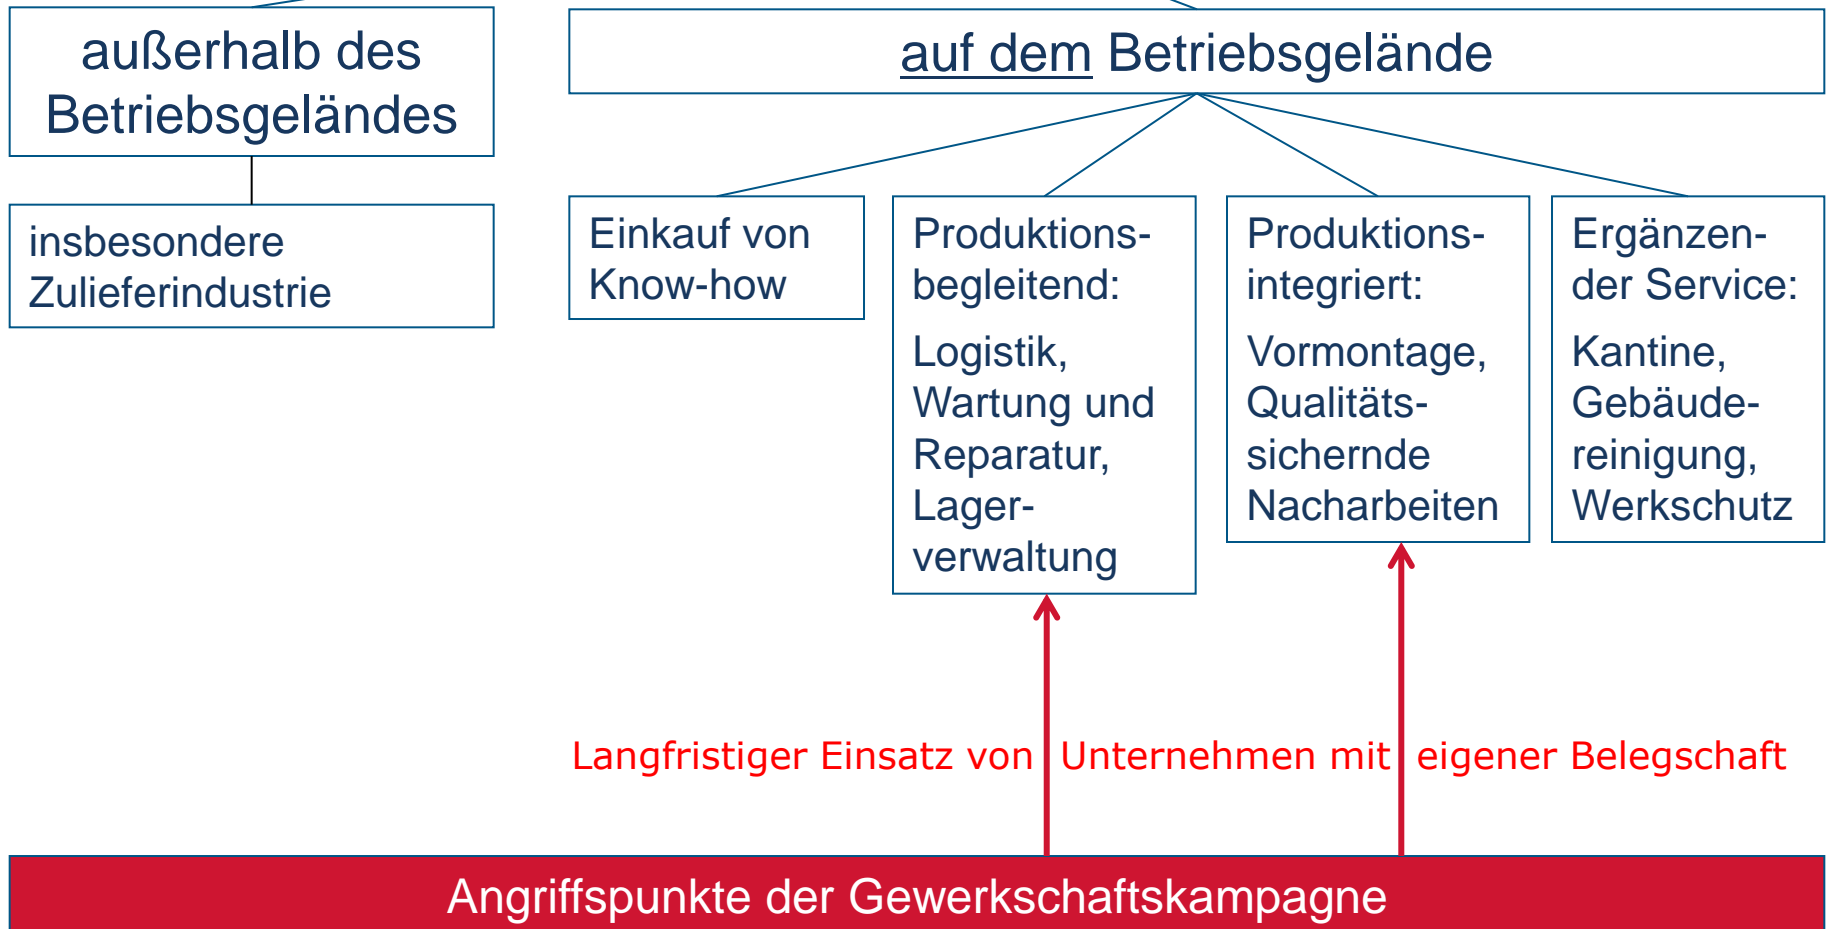 außerhalb des
Betriebsgeländes
auf dem Betriebsgelände
insbesondere
Zulieferindustrie
Einkauf von
Know-how
Produktions-
begleitend:
Logistik,
Wartung und
Reparatur,
Lager-
verwaltung
Produktions-
integriert:
Vormontage,
Qualitäts-
sichernde
Nacharbeiten
Ergänzen-
der Service:
Kantine,
Gebäude-
reinigung,
Werkschutz
Langfristiger Einsatz von Unternehmen mit eigener Belegschaft
Angriffspunkte der Gewerkschaftskampagne